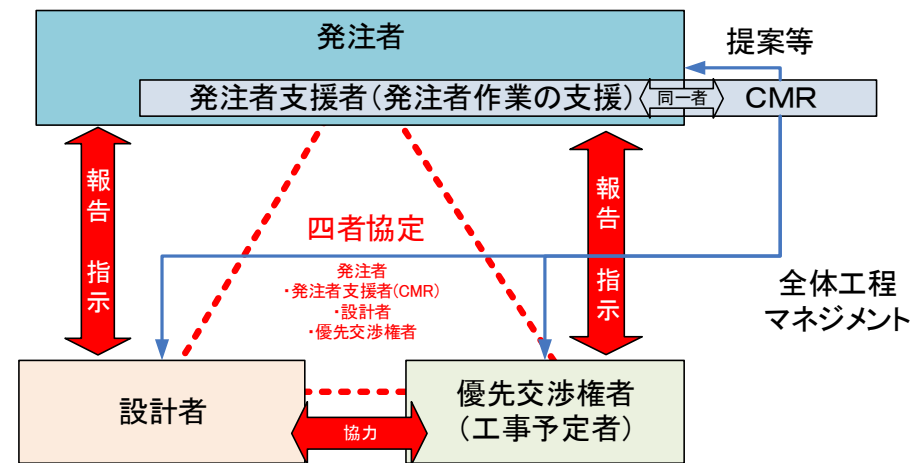 発注者
提案等
発注者支援者(発注者作業の支援)
同一者
CMR
報告
指示
報告
指示
四者協定
発注者
・発注者支援者(CMR)
・設計者
・優先交渉権者
全体工程
マネジメント
設計者
協力
優先交渉権者
(工事予定者)